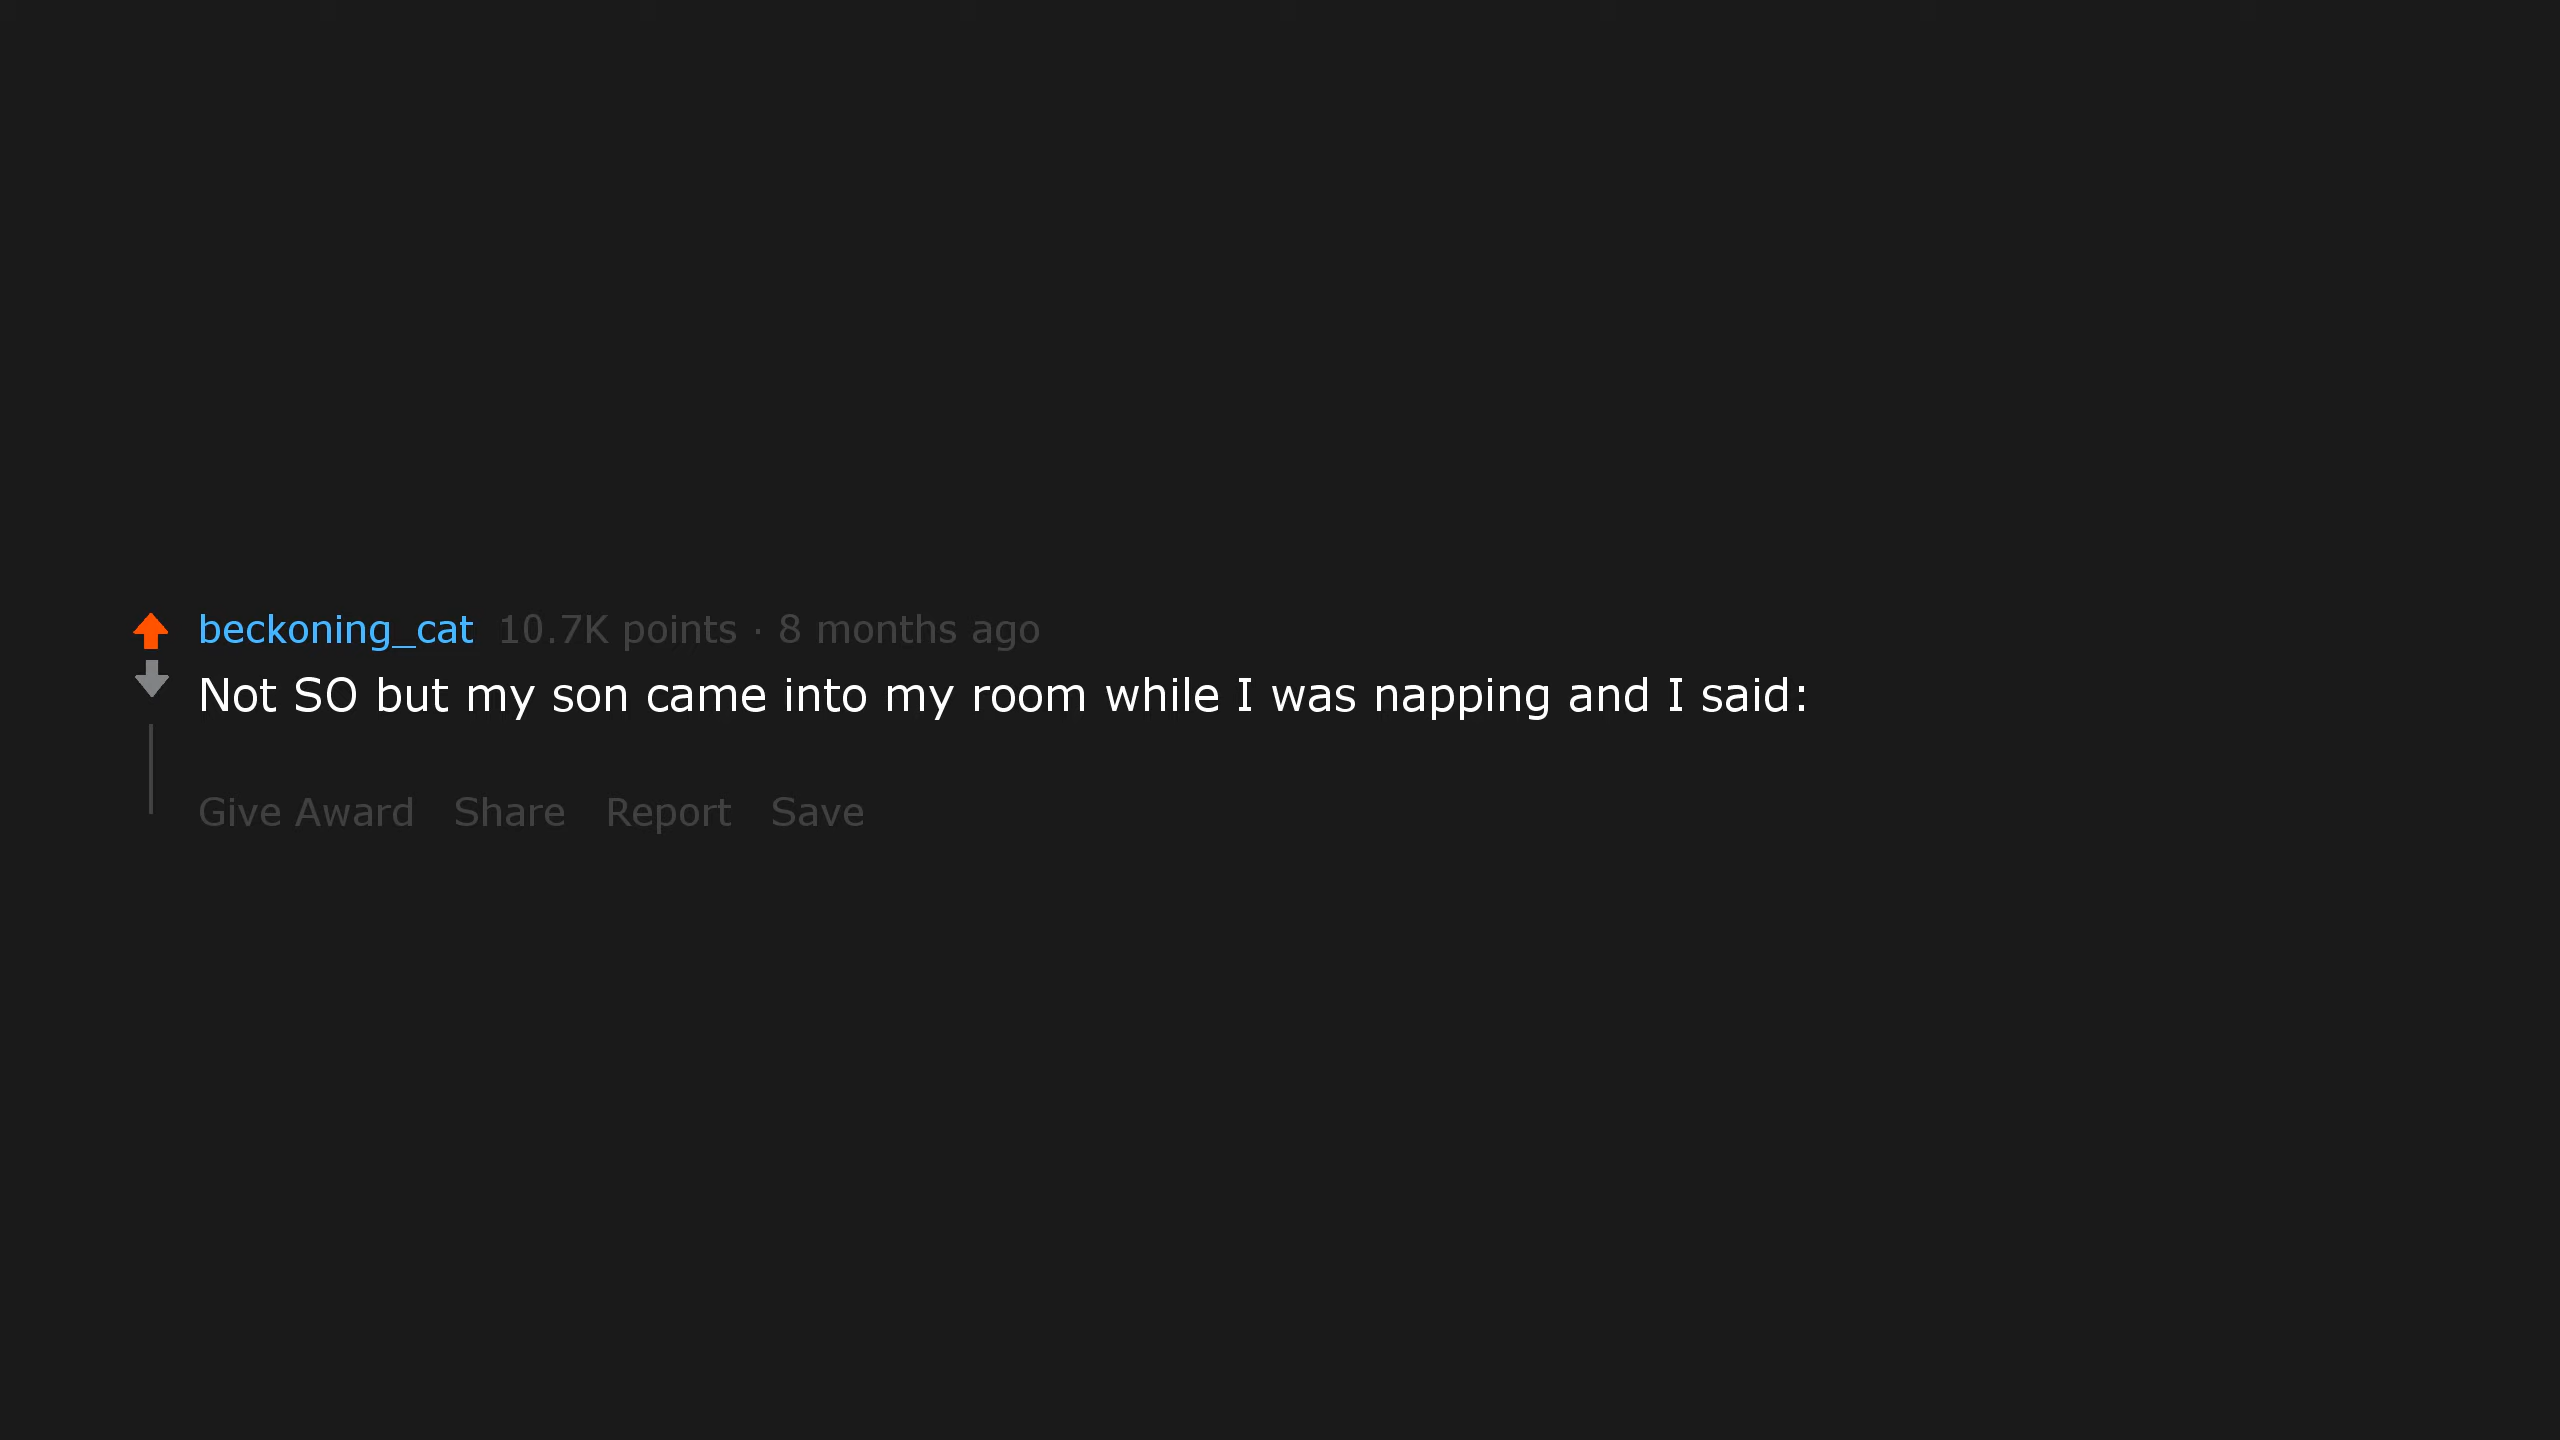 beckoning_cat 10.7K points · 8 months ago
Not SO but my son came into my room while I was napping and I said:
Give Award Share Report Save